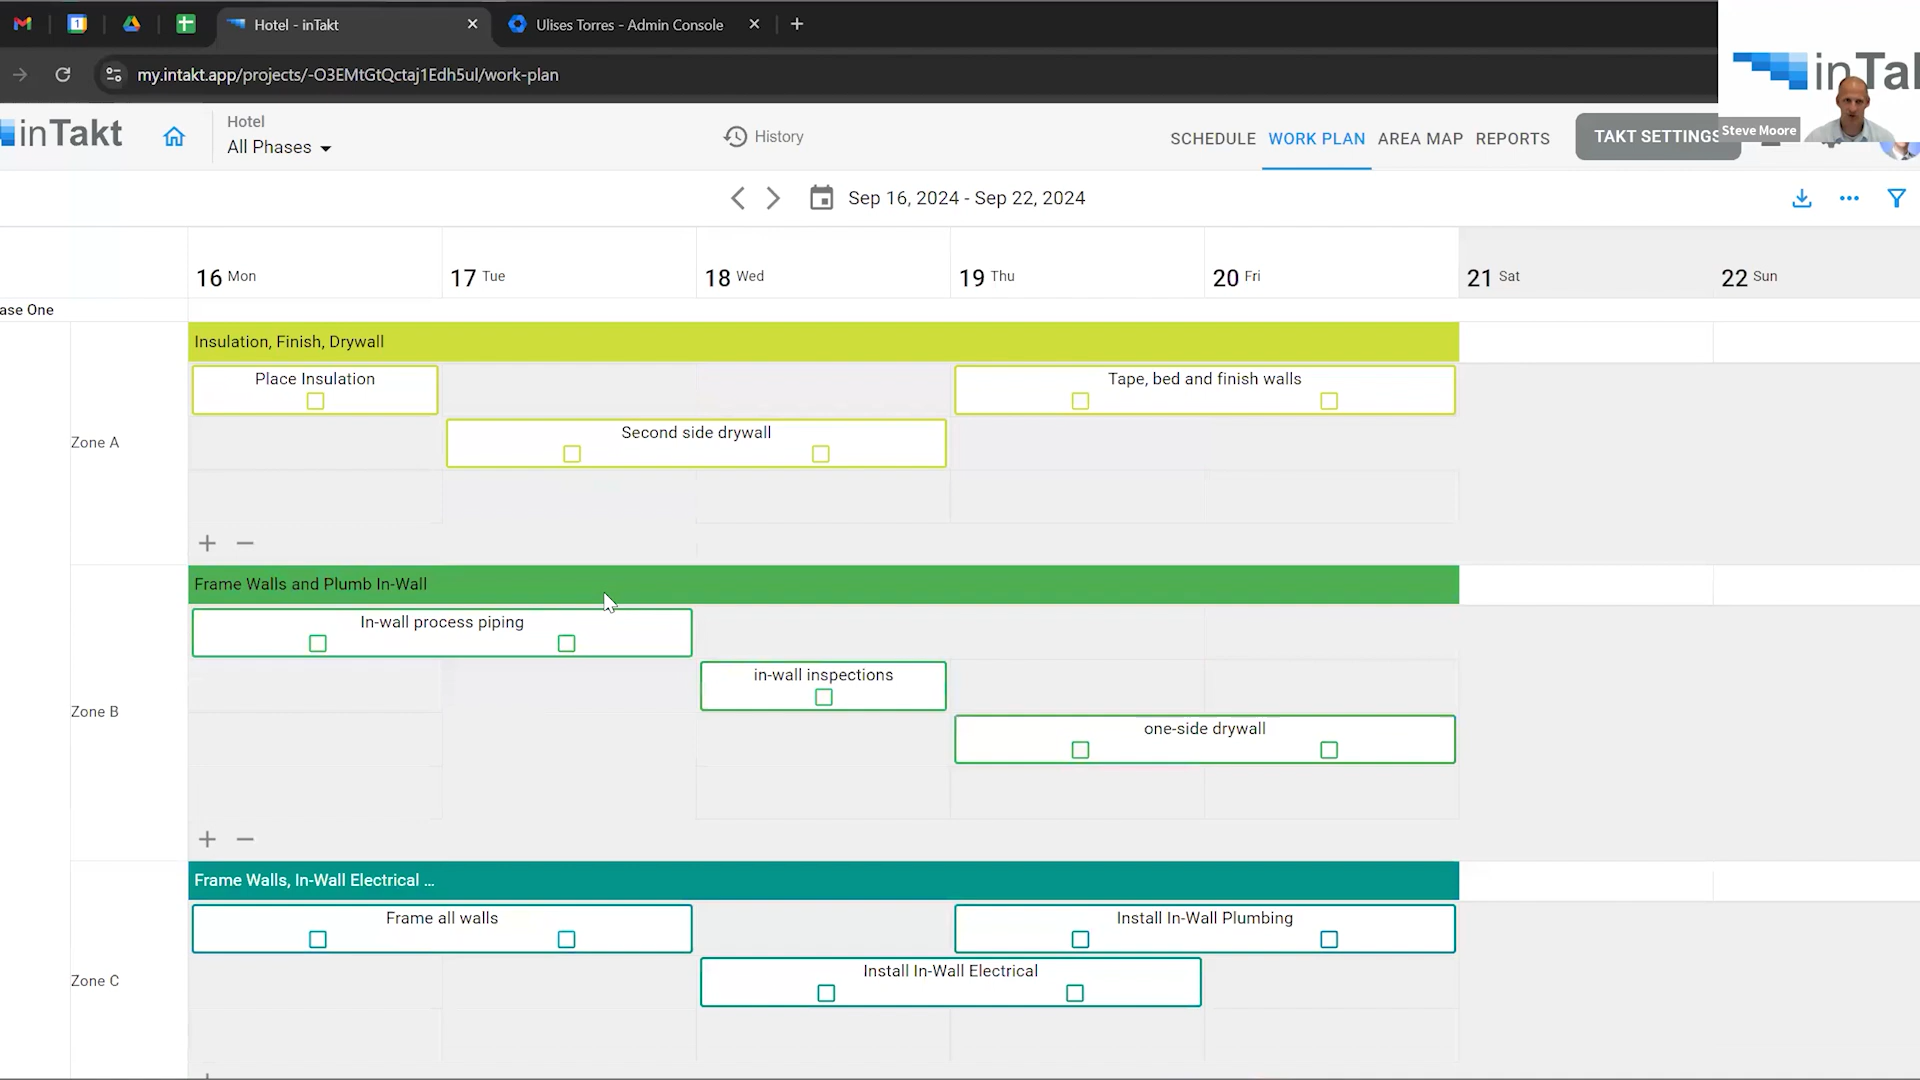 1
Hotel - inTakt
Ulises Torres - Admin Console
my.intakt.app/projects/-O3EMtGtQctaj1Edh5ul/work-plan
inTak
Steve Moore
inTakt
Hotel
All Phases
History
SCHEDULE
WORK PLAN
AREA MAP
REPORTS
TAKT SETTINGS
Sep 16, 2024 - Sep 22, 2024
16 Mon
17 Tue
18 Wed
19 Thu
20 Fri
21 Sat
22 Sun
ase One
Insulation, Finish, Drywall
Place Insulation
Tape, bed and finish walls
Second side drywall
Zone A
Frame Walls and Plumb In-Wall
In-wall process piping
in-wall inspections
Zone B
one-side drywall
Frame Walls, In-Wall Electrical ...
Frame all walls
Install In-Wall Plumbing
Install In-Wall Electrical
Zone C